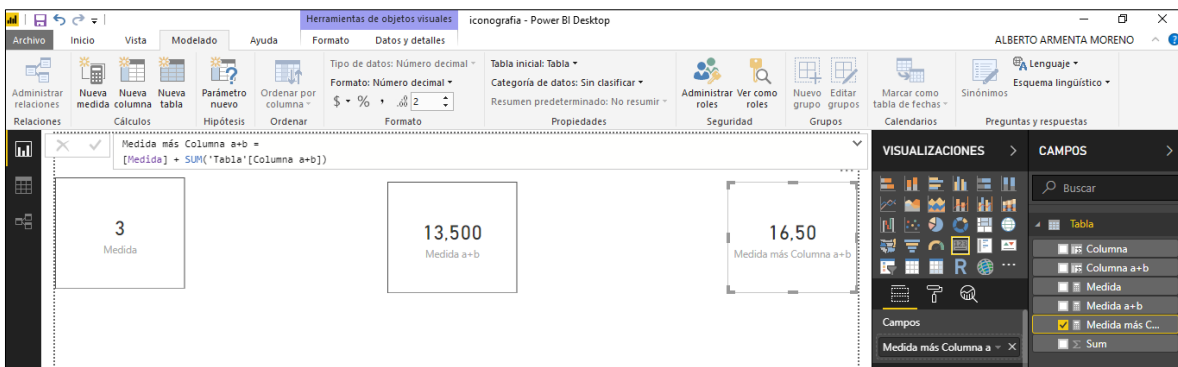 Herramientas de objetos visuales iconografia - Power BI Desktop
Archivo Inicio Vista Modelado Ayuda Formato Datos y detalles ALBERTO ARMENTA MORENO
Administrar relaciones
Relaciones
Nueva medida
Nueva columna
Nueva tabla
Cálculos
Parámetro nuevo
Hipótesis
Ordenar por columna
Ordenar
Tipo de datos: Número decimal
Formato: Número decimal
$ % , .00 2
Formato
Tabla inicial: Tabla
Categoría de datos: Sin clasificar
Resumen predeterminado: No resumir
Propiedades
Administrar roles
Ver como roles
Seguridad
Nuevo grupo
Editar grupos
Grupos
Marcar como tabla de fechas
Calendarios
Sinónimos
Lenguaje
Esquema lingüístico
Preguntas y respuestas
Medida más Columna a+b =
[Medida] + SUM('Tabla'[Columna a+b])
3
Medida
13,500
Medida a+b
16,50
Medida más Columna a+b
VISUALIZACIONES
R
Campos
Medida más Columna a
CAMPOS
Buscar
Tabla
Columna
Columna a+b
Medida
Medida a+b
Medida más C...
Sum